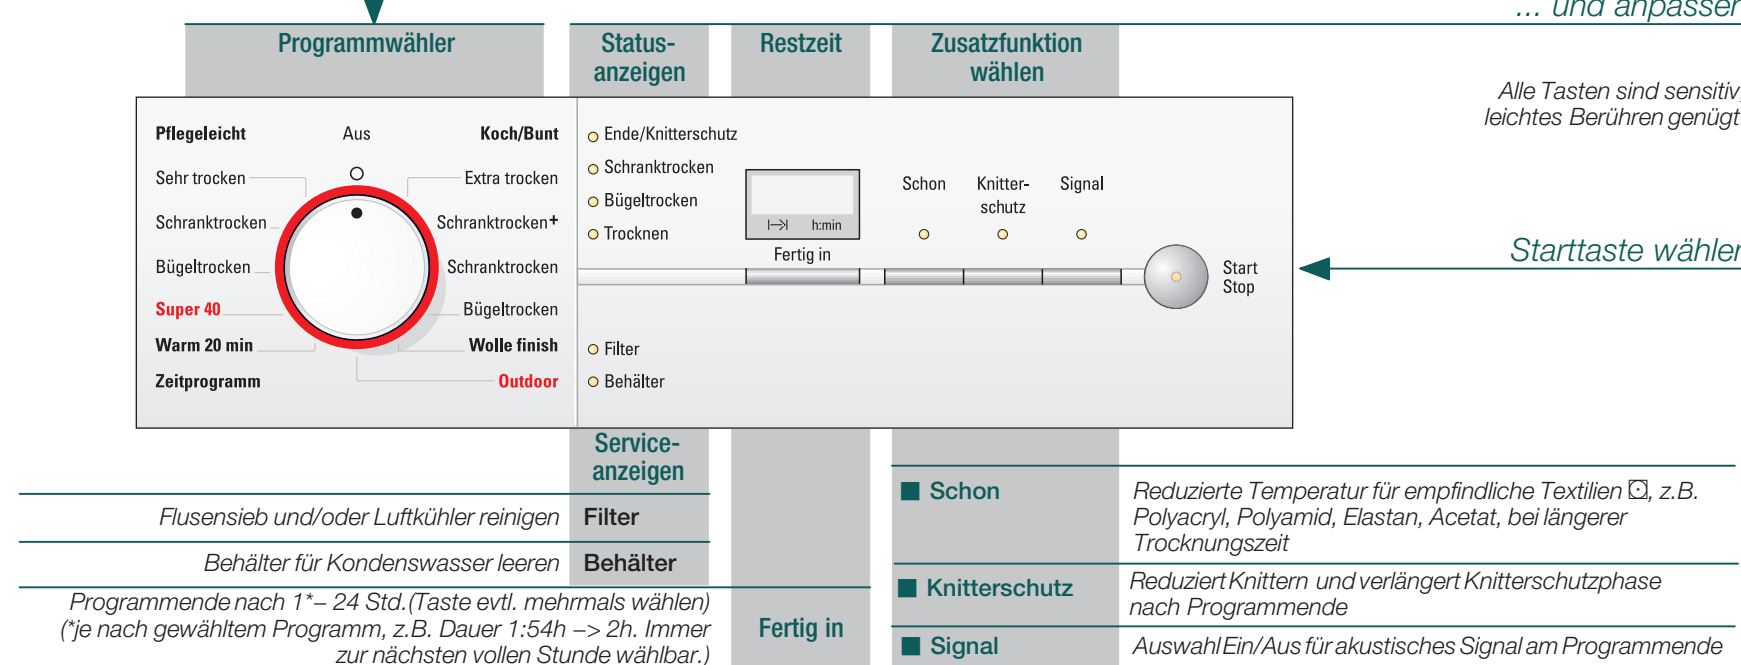 ... und anpassen
Programmwähler
Status-
anzeigen
Restzeit
Zusatzfunktion
wählen
Alle Tasten sind sensitiv,
leichtes Berühren genügt.
Pflegeleicht
Aus
Koch/Bunt
Sehr trocken
Extra trocken
Schranktrocken
Schranktrocken+
Bügeltrocken
Schranktrocken
Super 40
Bügeltrocken
Warm 20 min
Wolle finish
Zeitprogramm
Outdoor
Ende/Knitterschutz
Schranktrocken
Bügeltrocken
Trocknen
h:min
Fertig in
Schon
Knitter-
schutz
Signal
Start
Stop
Starttaste wählen
Filter
Behälter
Service-
anzeigen
Flusensieb und/oder Luftkühler reinigen Filter
Behälter für Kondenswasser leeren Behälter
Programmende nach 1*– 24 Std.(Taste evtl. mehrmals wählen)
(*je nach gewähltem Programm, z.B. Dauer 1:54h –> 2h. Immer
zur nächsten vollen Stunde wählbar.)
Fertig in
■ Schon
Reduzierte Temperatur für empfindliche Textilien, z.B.
Polyacryl, Polyamid, Elastan, Acetat, bei längerer
Trocknungszeit
■ Knitterschutz
Reduziert Knittern und verlängert Knitterschutzphase
nach Programmende
■ Signal
Auswahl Ein/Aus für akustisches Signal am Programmende